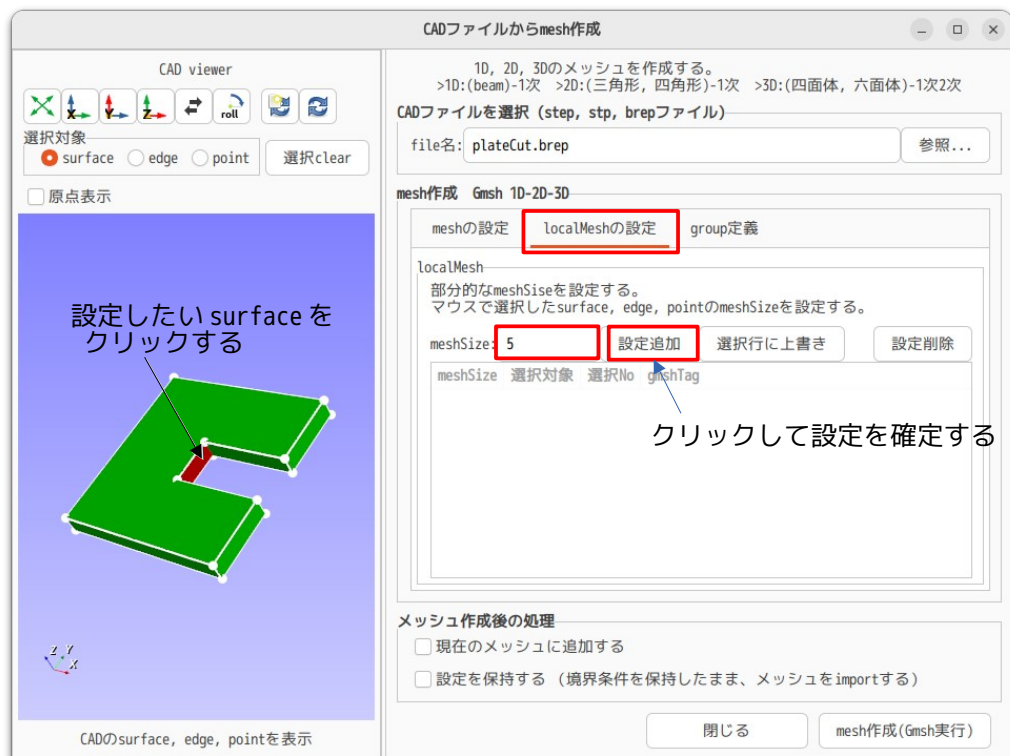 CADファイルからmesh作成
CAD viewer
X
Y
Z
roll
選択対象
surface
edge
point
選択clear
原点表示
設定したい surface を
クリックする
Z Y
X
CADのsurface, edge, pointを表示
1D, 2D, 3Dのメッシュを作成する。
>1D:(beam)-1次 >2D:(三角形, 四角形)-1次 >3D:(四面体, 六面体)-1次2次
CADファイルを選択 (step, stp, brepファイル)
file名:
plateCut.brep
参照...
mesh作成 Gmsh 1D-2D-3D
meshの設定
localMeshの設定
group定義
localMesh
部分的なmeshSiseを設定する。
マウスで選択したsurface, edge, pointのmeshSizeを設定する。
meshSize:
5
設定追加
選択行に上書き
設定削除
meshSize 選択対象 選択No gmshTag
クリックして設定を確定する
メッシュ作成後の処理
現在のメッシュに追加する
設定を保持する (境界条件を保持したまま、メッシュをimportする)
閉じる
mesh作成(Gmsh実行)